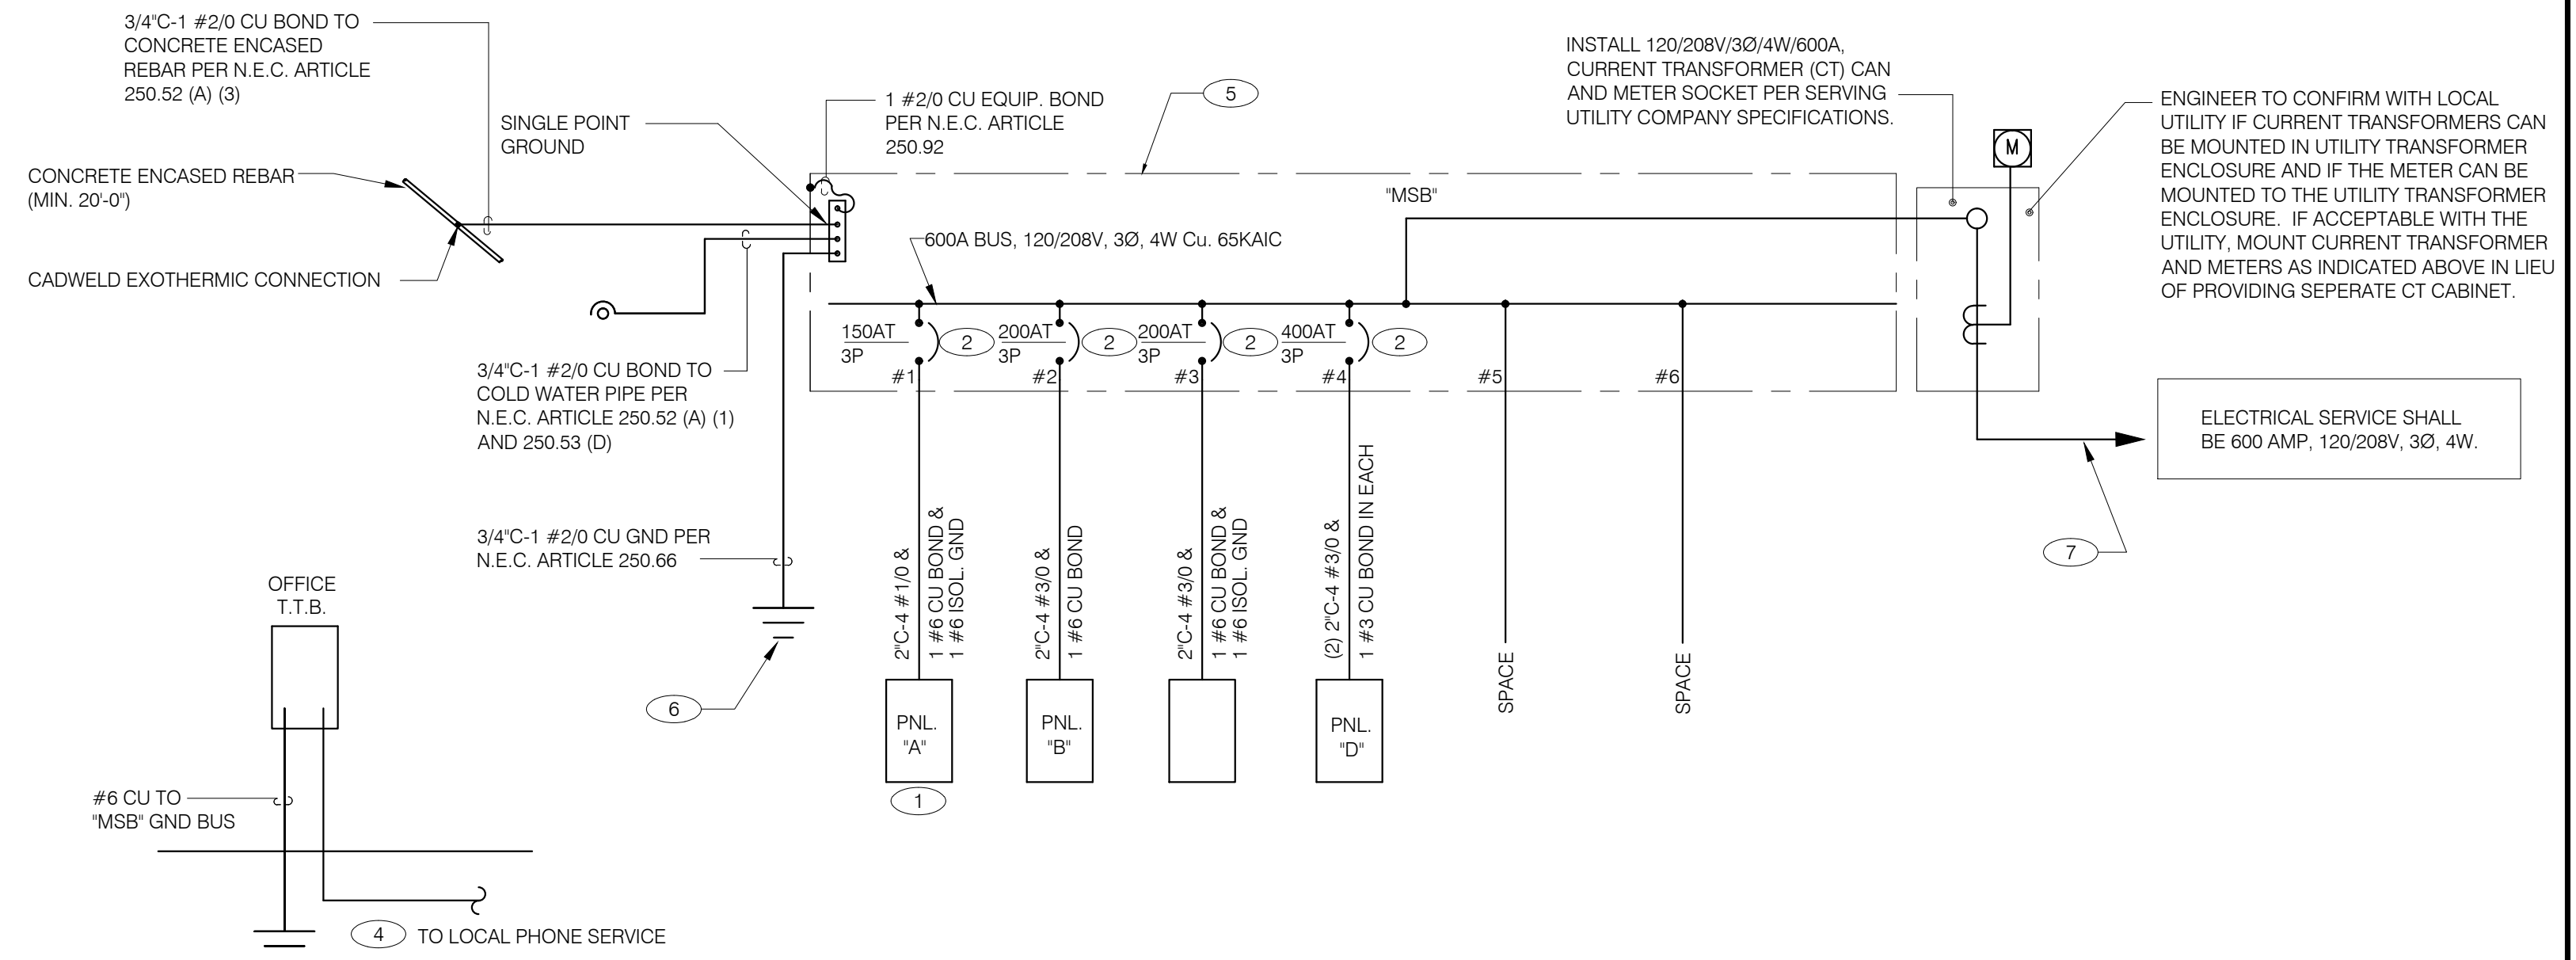 3/4"C-1 #2/0 CU BOND TO
CONCRETE ENCASED
REBAR PER N.E.C. ARTICLE
250.52 (A) (3)
CONCRETE ENCASED REBAR
(MIN. 20'-0")
CADWELD EXOTHERMIC CONNECTION
SINGLE POINT
GROUND
1 #2/0 CU EQUIP. BOND
PER N.E.C. ARTICLE
250.92
5
INSTALL 120/208V/3Ø/4W/600A,
CURRENT TRANSFORMER (CT) CAN
AND METER SOCKET PER SERVING
UTILITY COMPANY SPECIFICATIONS.
M
ENGINEER TO CONFIRM WITH LOCAL
UTILITY IF CURRENT TRANSFORMERS CAN
BE MOUNTED IN UTILITY TRANSFORMER
ENCLOSURE AND IF THE METER CAN BE
MOUNTED TO THE UTILITY TRANSFORMER
ENCLOSURE. IF ACCEPTABLE WITH THE
UTILITY, MOUNT CURRENT TRANSFORMER
AND METERS AS INDICATED ABOVE IN LIEU
OF PROVIDING SEPERATE CT CABINET.
"MSB"
600A BUS, 120/208V, 3Ø, 4W Cu. 65KAIC
150AT
3P
2
#1
200AT
3P
2
#2
200AT
3P
2
#3
400AT
3P
2
#4
#5
#6
3/4"C-1 #2/0 CU BOND TO
COLD WATER PIPE PER
N.E.C. ARTICLE 250.52 (A) (1)
AND 250.53 (D)
ELECTRICAL SERVICE SHALL
BE 600 AMP, 120/208V, 3Ø, 4W.
7
3/4"C-1 #2/0 CU GND PER
N.E.C. ARTICLE 250.66
6
2"C-4 #1/0 &
1 #6 CU BOND &
1 #6 ISOL. GND
2"C-4 #3/0 &
1 #6 CU BOND
2"C-4 #3/0 &
1 #6 CU BOND &
1 #6 ISOL. GND
(2) 2"C-4 #3/0 &
1 #3 CU BOND IN EACH
SPACE
SPACE
PNL.
"A"
1
PNL.
"B"
PNL.
"D"
OFFICE
T.T.B.
#6 CU TO
"MSB" GND BUS
4
TO LOCAL PHONE SERVICE